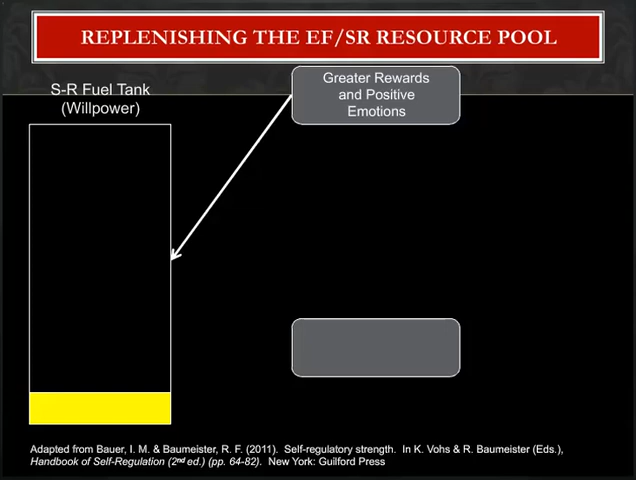 REPLENISHING THE EF/SR RESOURCE POOL
S-R Fuel Tank
(Willpower)
Greater Rewards
and Positive
Emotions
Adapted from Bauer, I. M. & Baumeister, R. F. (2011). Self-regulatory strength. In K. Vohs & R. Baumeister (Eds.),
Handbook of Self-Regulation (2nd ed.) (pp. 64-82). New York: Guilford Press